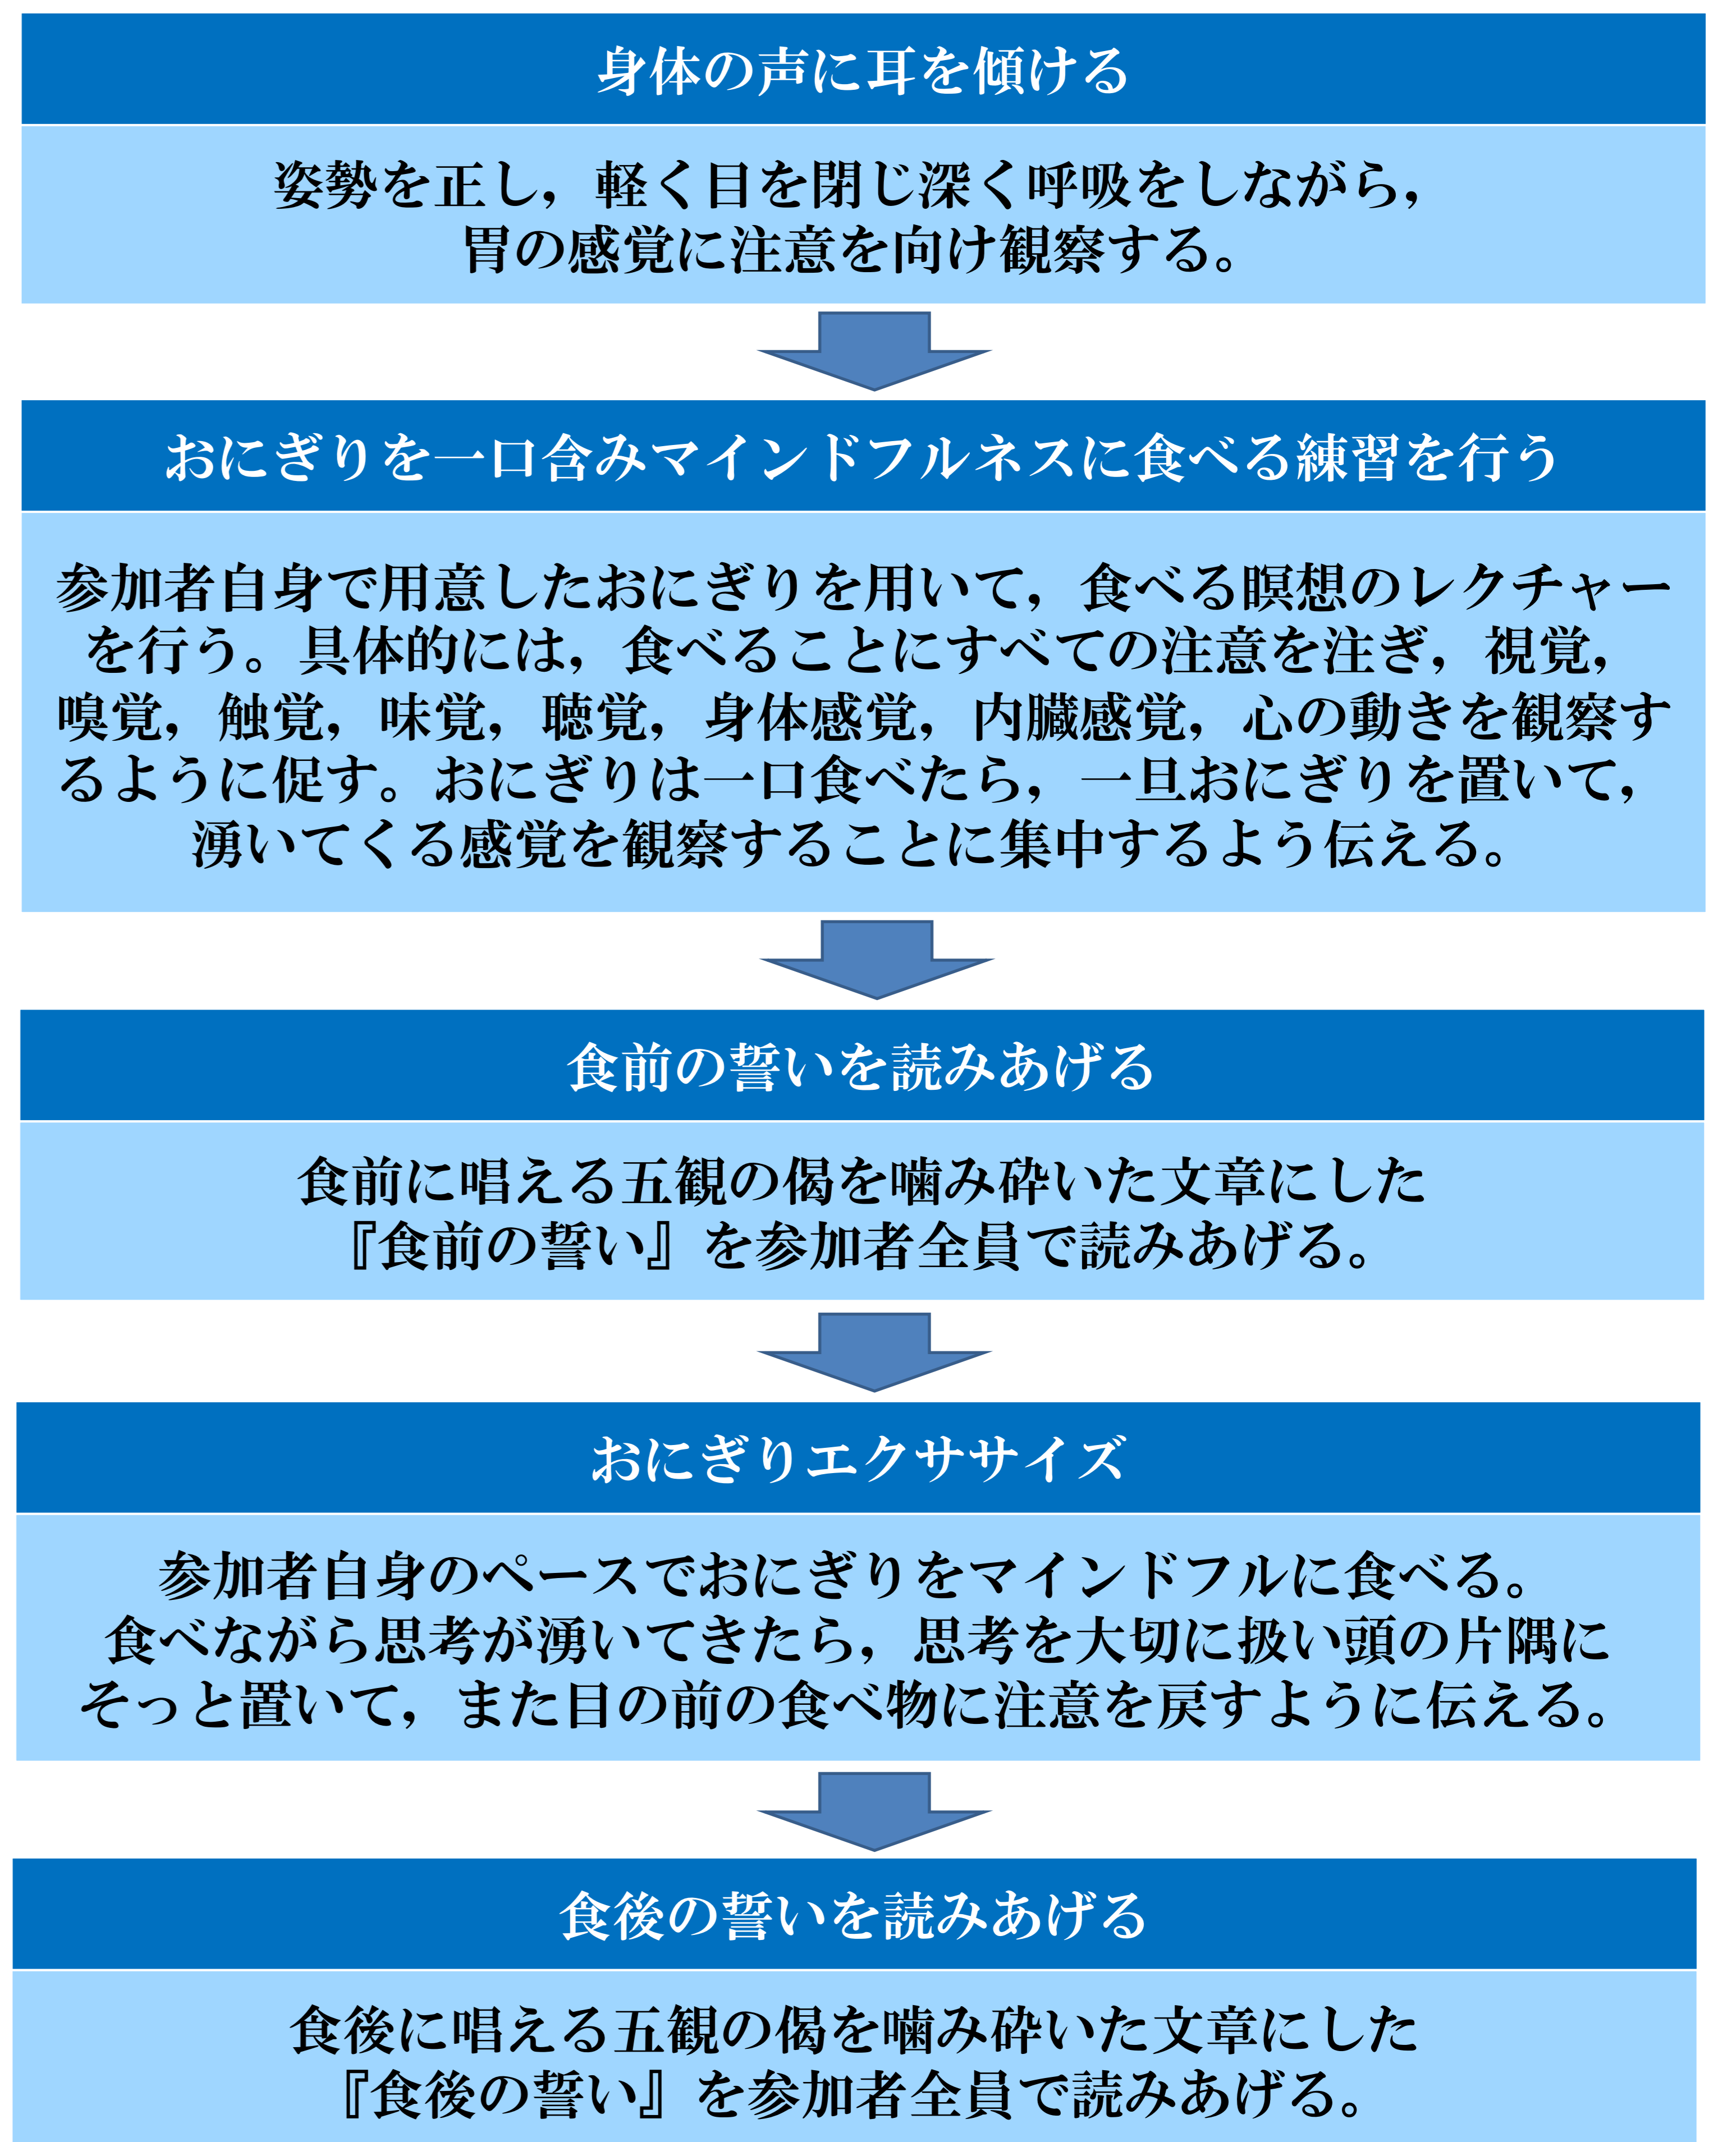 身体の声に耳を傾ける
姿勢を正し，軽く目を閉じ深く呼吸をしながら，
胃の感覚に注意を向け観察する。
おにぎりを一口含みマインドフルネスに食べる練習を行う
参加者自身で用意したおにぎりを用いて，食べる瞑想のレクチャー
を行う。具体的には，食べることにすべての注意を注ぎ，視覚，
嗅覚，触覚，味覚，聴覚，身体感覚，内臓感覚，心の動きを観察す
るように促す。おにぎりは一口食べたら，一旦おにぎりを置いて，
湧いてくる感覚を観察することに集中するよう伝える。
食前の誓いを読みあげる
食前に唱える五観の偈を噛み砕いた文章にした
『食前の誓い』を参加者全員で読みあげる。
おにぎりエクササイズ
参加者自身のペースでおにぎりをマインドフルに食べる。
食べながら思考が湧いてきたら，思考を大切に扱い頭の片隅に
そっと置いて，また目の前の食べ物に注意を戻すように伝える。
食後の誓いを読みあげる
食後に唱える五観の偈を噛み砕いた文章にした
『食後の誓い』を参加者全員で読みあげる。